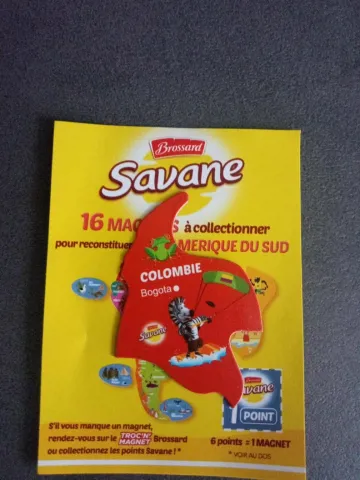 Brossard
Savane
16 MAG S à collectionner
pour reconstituer MERIQUE DU SUD
COLOMBIE
Bogota
Brossard
Savane
Savane
1 POINT
S'il vous manque un magnet,
rendez-vous sur le TROC'N' MAGNET Brossard
ou collectionnez les points Savane ! *
6 points = 1 MAGNET
* VOIR AU DOS